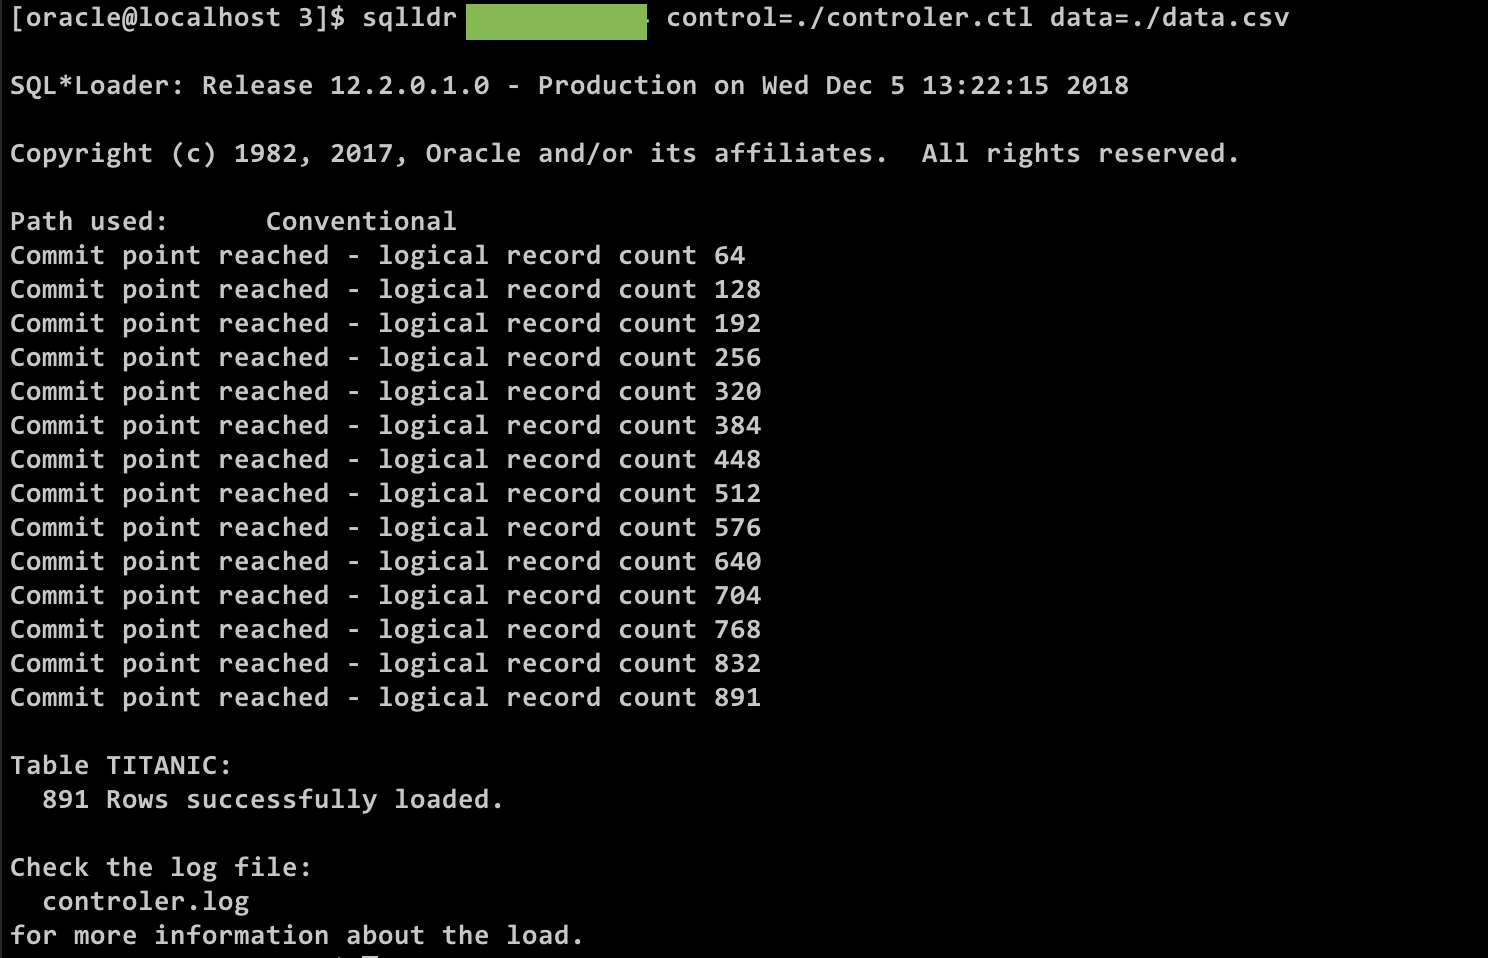 [oracle@localhost 3]$ sqlldr control=./controler.ctl data=./data.csv
SQL*Loader: Release 12.2.0.1.0 - Production on Wed Dec 5 13:22:15 2018
Copyright (c) 1982, 2017, Oracle and/or its affiliates.  All rights reserved.
Path used:      Conventional
Commit point reached - logical record count 64
Commit point reached - logical record count 128
Commit point reached - logical record count 192
Commit point reached - logical record count 256
Commit point reached - logical record count 320
Commit point reached - logical record count 384
Commit point reached - logical record count 448
Commit point reached - logical record count 512
Commit point reached - logical record count 576
Commit point reached - logical record count 640
Commit point reached - logical record count 704
Commit point reached - logical record count 768
Commit point reached - logical record count 832
Commit point reached - logical record count 891
Table TITANIC:
  891 Rows successfully loaded.
Check the log file:
  controler.log
for more information about the load.